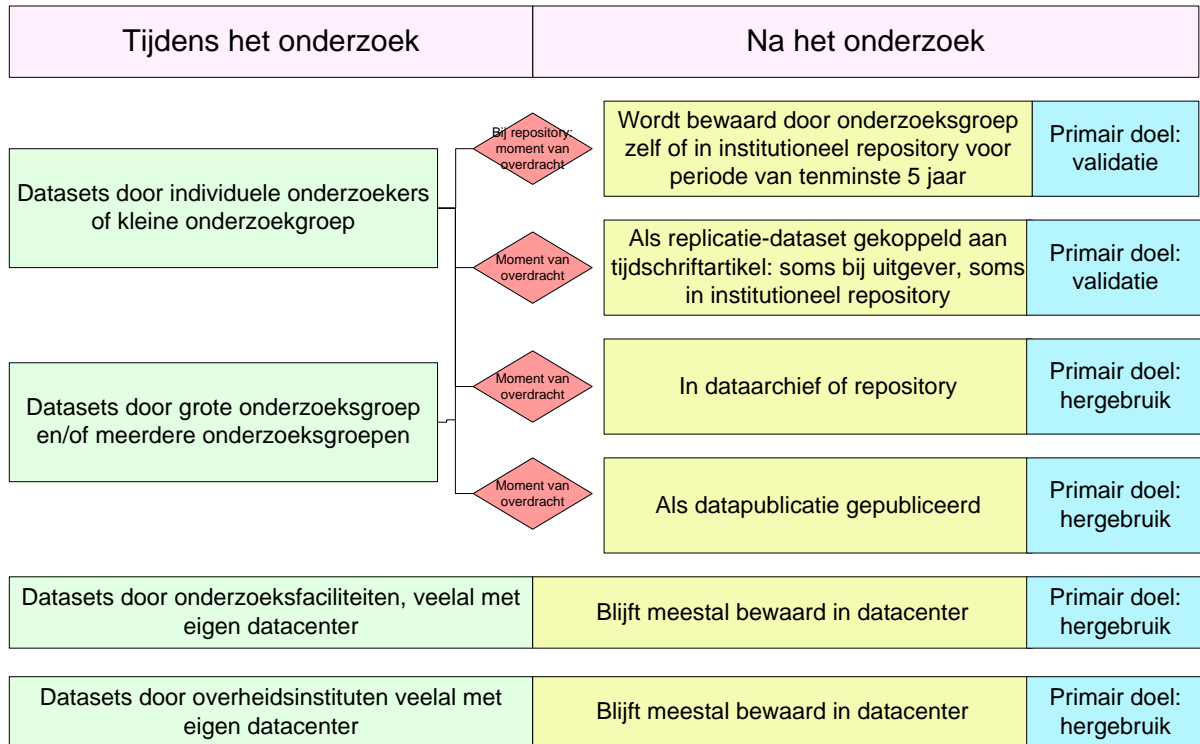 Tijdens het onderzoek
Na het onderzoek
Datasets door individuele onderzoekers
of kleine onderzoekgroep
Bij repository:
moment van
overdracht
Wordt bewaard door onderzoeksgroep
zelf of in institutioneel repository voor
periode van tenminste 5 jaar
Primair doel:
validatie
Moment van
overdracht
Als replicatie-dataset gekoppeld aan
tijdschriftartikel: soms bij uitgever, soms
in institutioneel repository
Primair doel:
validatie
Datasets door grote onderzoeksgroep
en/of meerdere onderzoeksgroepen
Moment van
overdracht
In dataarchief of repository
Primair doel:
hergebruik
Moment van
overdracht
Als datapublicatie gepubliceerd
Primair doel:
hergebruik
Datasets door onderzoeksfaciliteiten, veelal met
eigen datacenter
Blijft meestal bewaard in datacenter
Primair doel:
hergebruik
Datasets door overheidsinstituten veelal met
eigen datacenter
Blijft meestal bewaard in datacenter
Primair doel:
hergebruik